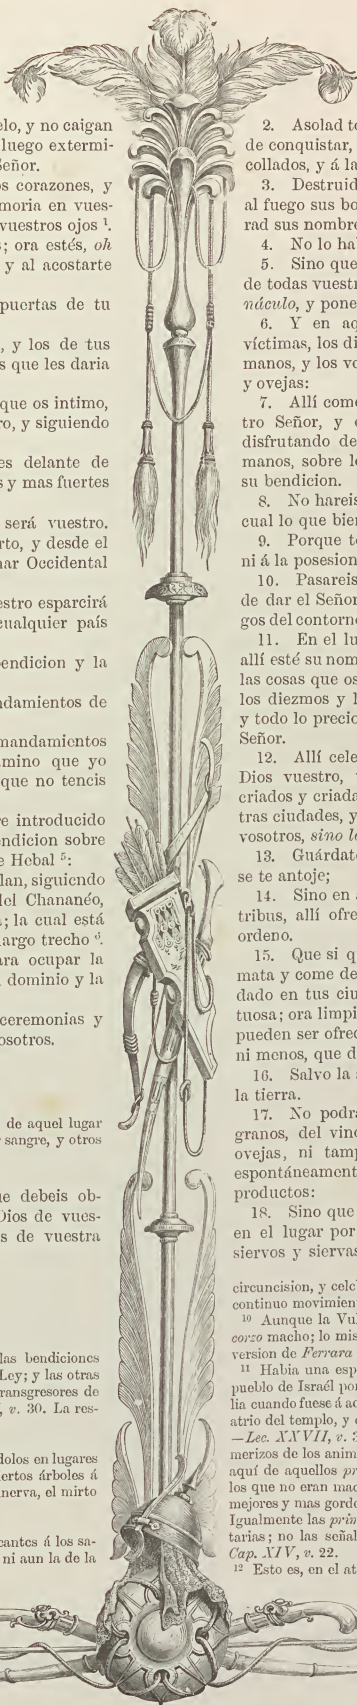 elo, y no caigan
luego extermi-
Señor.
os corazones, y
moria en vues-
vuestros ojos ¹.
s; ora estés, oh
y al acostarte
puertas de tu
, y los de tus
s que les daria
que os intimo,
ro, y siguiendo
es delante de
s y mas fuertes
será vuestro.
rto, y desde el
nar Occidental
estro esparcirá
cualquier país
bendicion y la
ndamientos de
mandamientos
amino que yo
que no teneis
re introducido
endicion sobre
e Hebal ⁵:
lan, siguiendo
del Chananéo,
; la cual está
largo trecho ⁶.
ara ocupar la
dominio y la
ceremonias y
osotros.
de aquel lugar
r sangre, y otros
ue debeis ob-
Dios de vues-
s de vuestra
las bendiciones
Ley; y las otras
ransgresores de
, v. 30. La res-
dolos en lugares
ertos árboles á
nerva, el mirto
cantes á los sa-
ni aun la de la
2. Asolad to
de conquistar,
collados, y á la
3. Destruid
al fuego sus bo
rad sus nombre
4. No lo ha
5. Sino que
de todas vuestr
náculo, y pone
6. Y en aq
víctimas, los di
manos, y los vo
y ovejas:
7. Allí come
tro Señor, y
disfrutando de
manos, sobre lo
su bendicion.
8. No hareis
cual lo que bien
9. Porque to
ni á la posesion
10. Pasareis
de dar el Señor
gos del contorno
11. En el lu
allí esté su nom
las cosas que os
los diezmos y l
y todo lo precio
Señor.
12. Allí cele
Dios vuestro,
criados y criada
tras ciudades, y
vosotros, sino lo
13. Guárdate
se te antoje;
14. Sino en
tribus, allí ofre
ordeno.
15. Que si q
mata y come de
dado en tus ciu
tuosa; ora limpi
pueden ser ofrec
ni menos, que d
16. Salvo la
la tierra.
17. No podrá
granos, del vino
ovejas, ni tamp
espontáneament
productos:
18. Sino que
en el lugar por
siervos y siervas
circuncision, y celeb
continuo movimien
¹⁰ Aunque la Vul
corzo macho; lo mis
version de Ferrara
¹¹ Habia una esp
pueblo de Israél por
lia cuando fuese á ad
atrio del templo, y
—Lec. XXVII, v. 3
merizos de los anim
aquí de aquellos pr
los que no eran mac
mejores y mas gorde
Igualmente las prin
tarias; no las señal
Cap. XIV, v. 22.
¹² Esto es, en el at